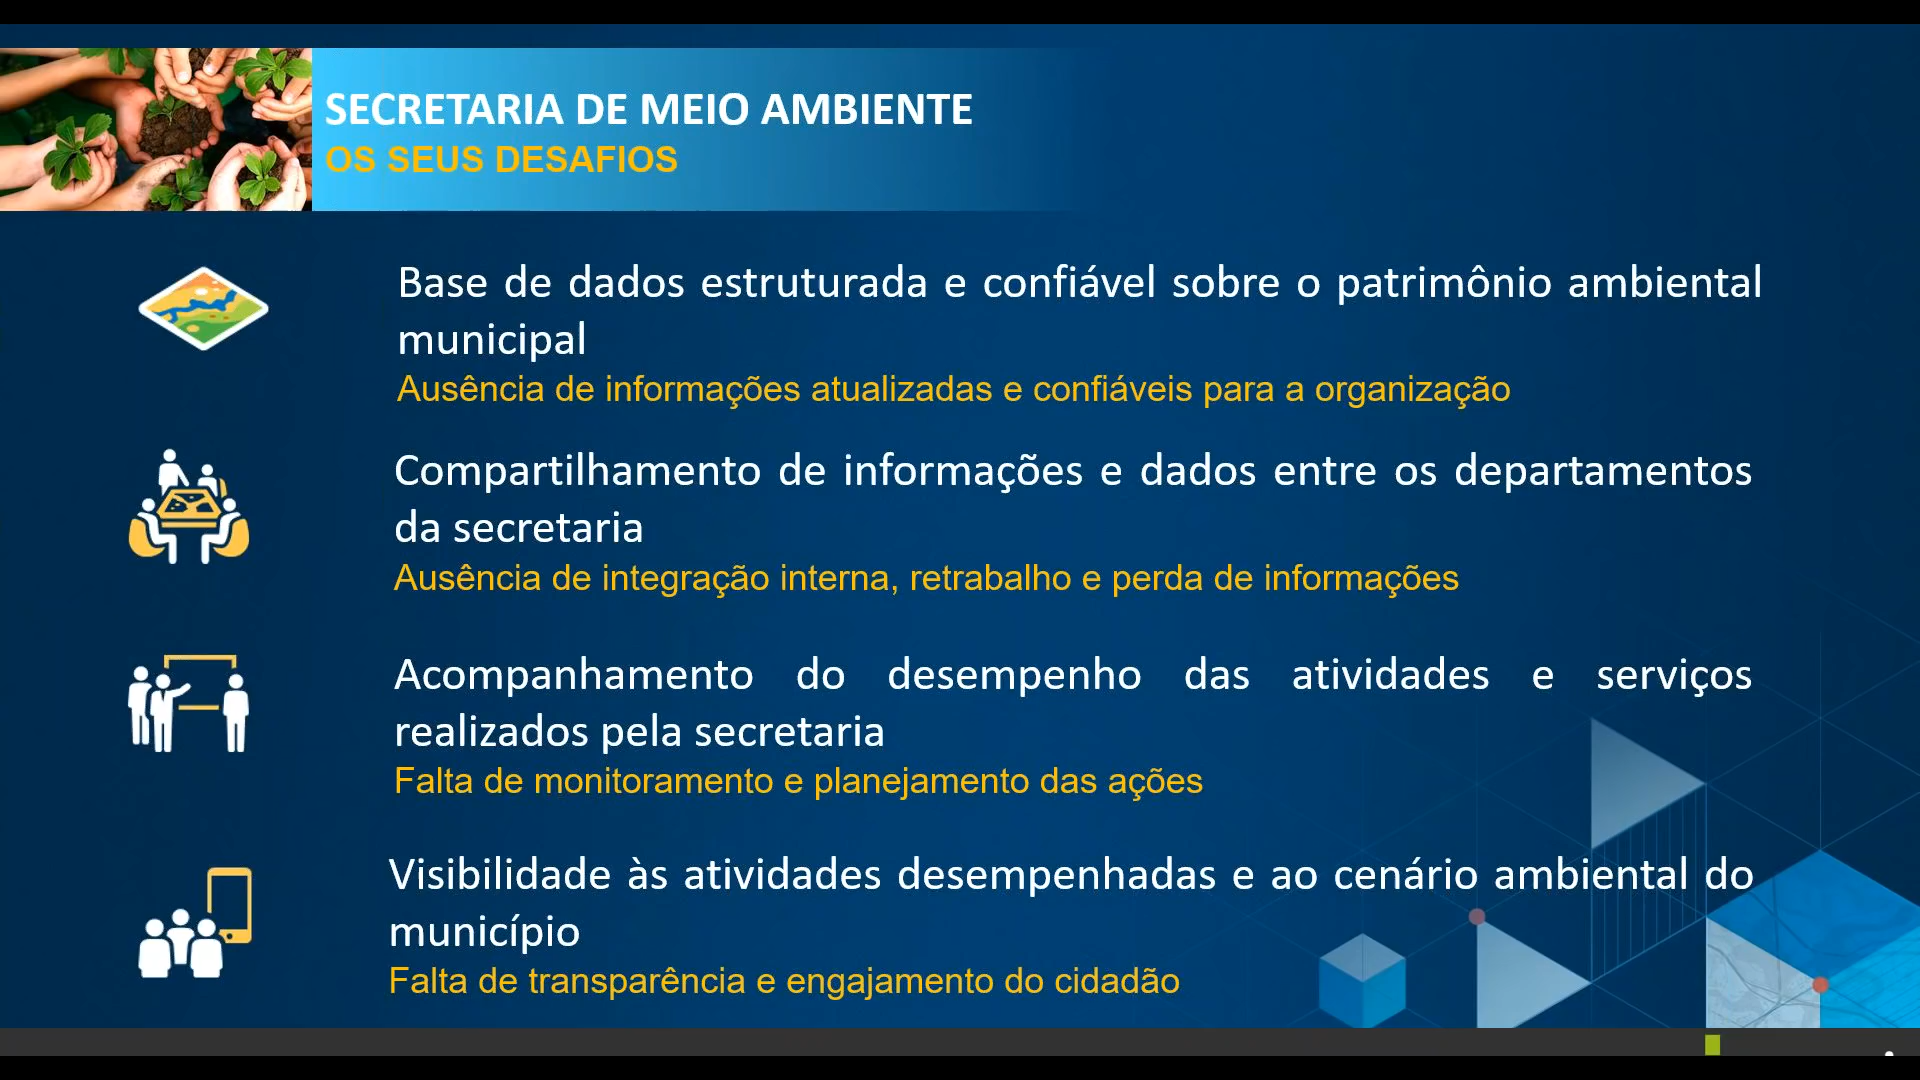 SECRETARIA DE MEIO AMBIENTE
OS SEUS DESAFIOS
Base de dados estruturada e confiável sobre o patrimônio ambiental
municipal
Ausência de informações atualizadas e confiáveis para a organização
Compartilhamento de informações e dados entre os departamentos
da secretaria
Ausência de integração interna, retrabalho e perda de informações
Acompanhamento do desempenho das atividades e serviços
realizados pela secretaria
Falta de monitoramento e planejamento das ações
Visibilidade às atividades desempenhadas e ao cenário ambiental do
município
Falta de transparência e engajamento do cidadão